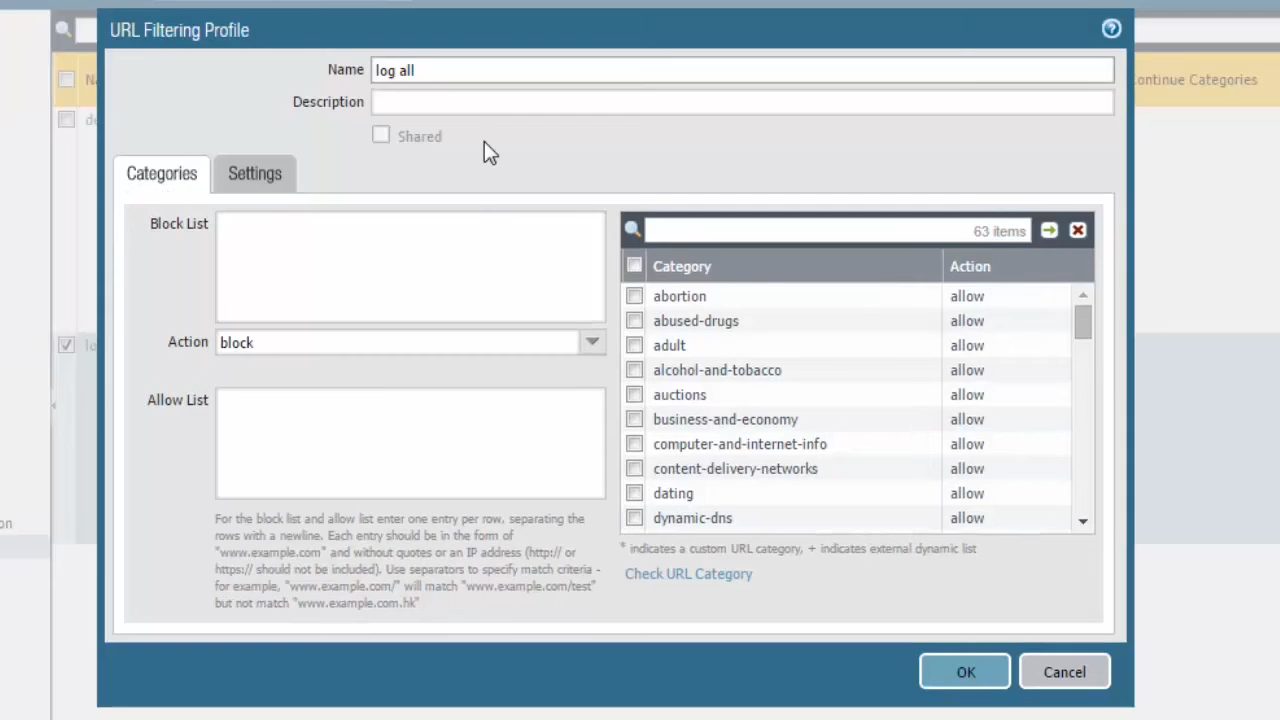 URL Filtering Profile
Name log all
Description
Shared
Categories Settings
Block List
Action block
Allow List
For the block list and allow list enter one entry per row, separating the
rows with a newline. Each entry should be in the form of
"www.example.com" and without quotes or an IP address (http:// or
https:// should not be included). Use separators to specify match criteria -
for example, "www.example.com/" will match "www.example.com/test"
but not match "www.example.com.hk"
63 items
Category Action
abortion allow
abused-drugs allow
adult allow
alcohol-and-tobacco allow
auctions allow
business-and-economy allow
computer-and-internet-info allow
content-delivery-networks allow
dating allow
dynamic-dns allow
* indicates a custom URL category, + indicates external dynamic list
Check URL Category
OK Cancel
ontinue Categories
on